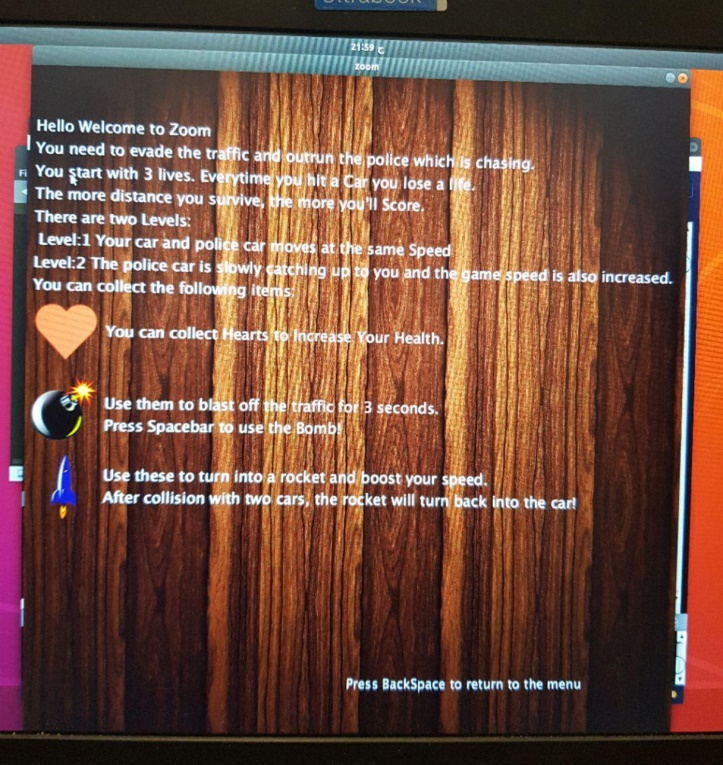 Ultrabook
21:59
zoom
Hello Welcome to Zoom
You need to evade the traffic and outrun the police which is chasing.
You start with 3 lives. Everytime you hit a Car you lose a life.
The more distance you survive, the more you'll Score.
There are two Levels:
Level:1 Your car and police car moves at the same Speed
Level:2 The police car is slowly catching up to you and the game speed is also increased.
You can collect the following items:
You can collect Hearts to Increase Your Health.
Use them to blast off the traffic for 3 seconds.
Press Spacebar to use the Bomb!
Use these to turn into a rocket and boost your speed.
After collision with two cars, the rocket will turn back into the car!
Press BackSpace to return to the menu